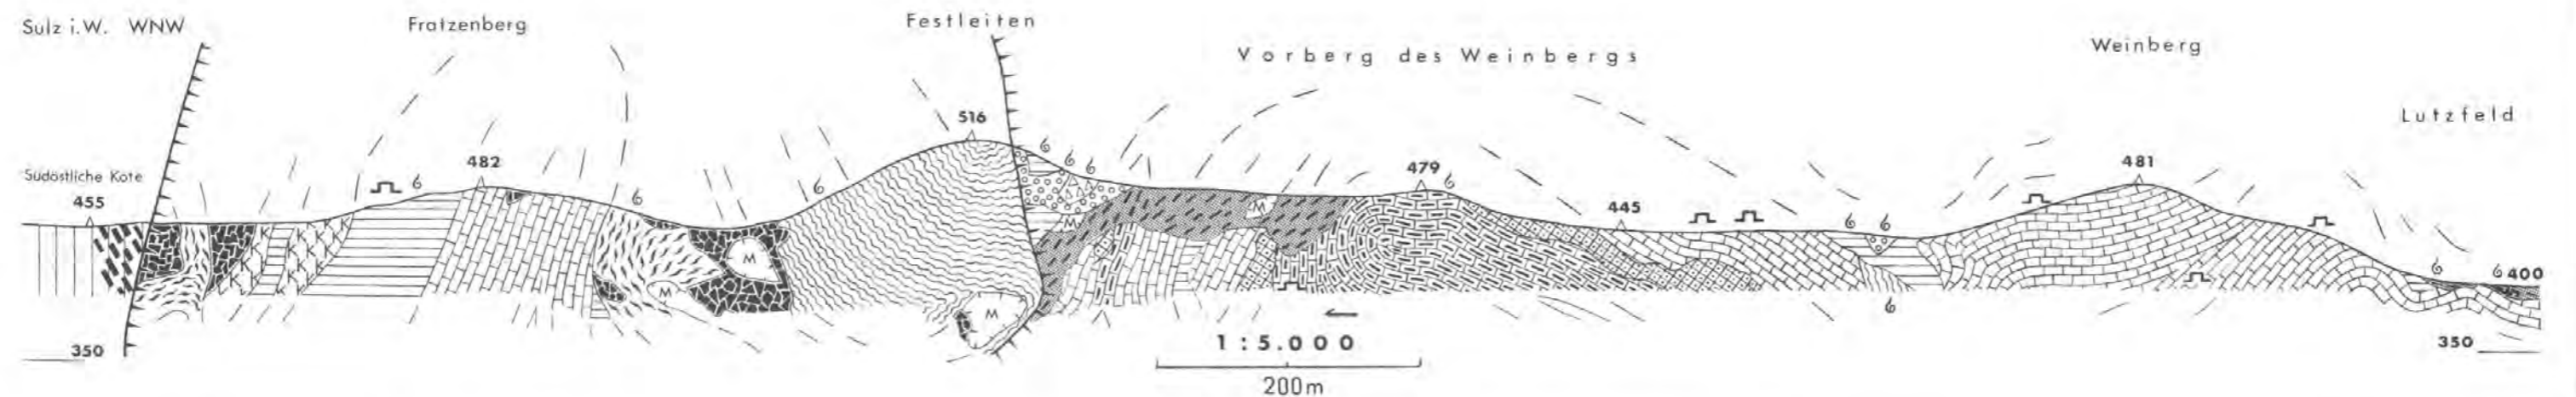 Sulz i.W. WNW
Fratzenberg
Festleiten
Vorberg des Weinbergs
Weinberg
Lutzfeld
Südöstliche Kote
455
482
516
479
445
481
400
K K K K
M
M
M
M
M
350
350
1:5.000
200m